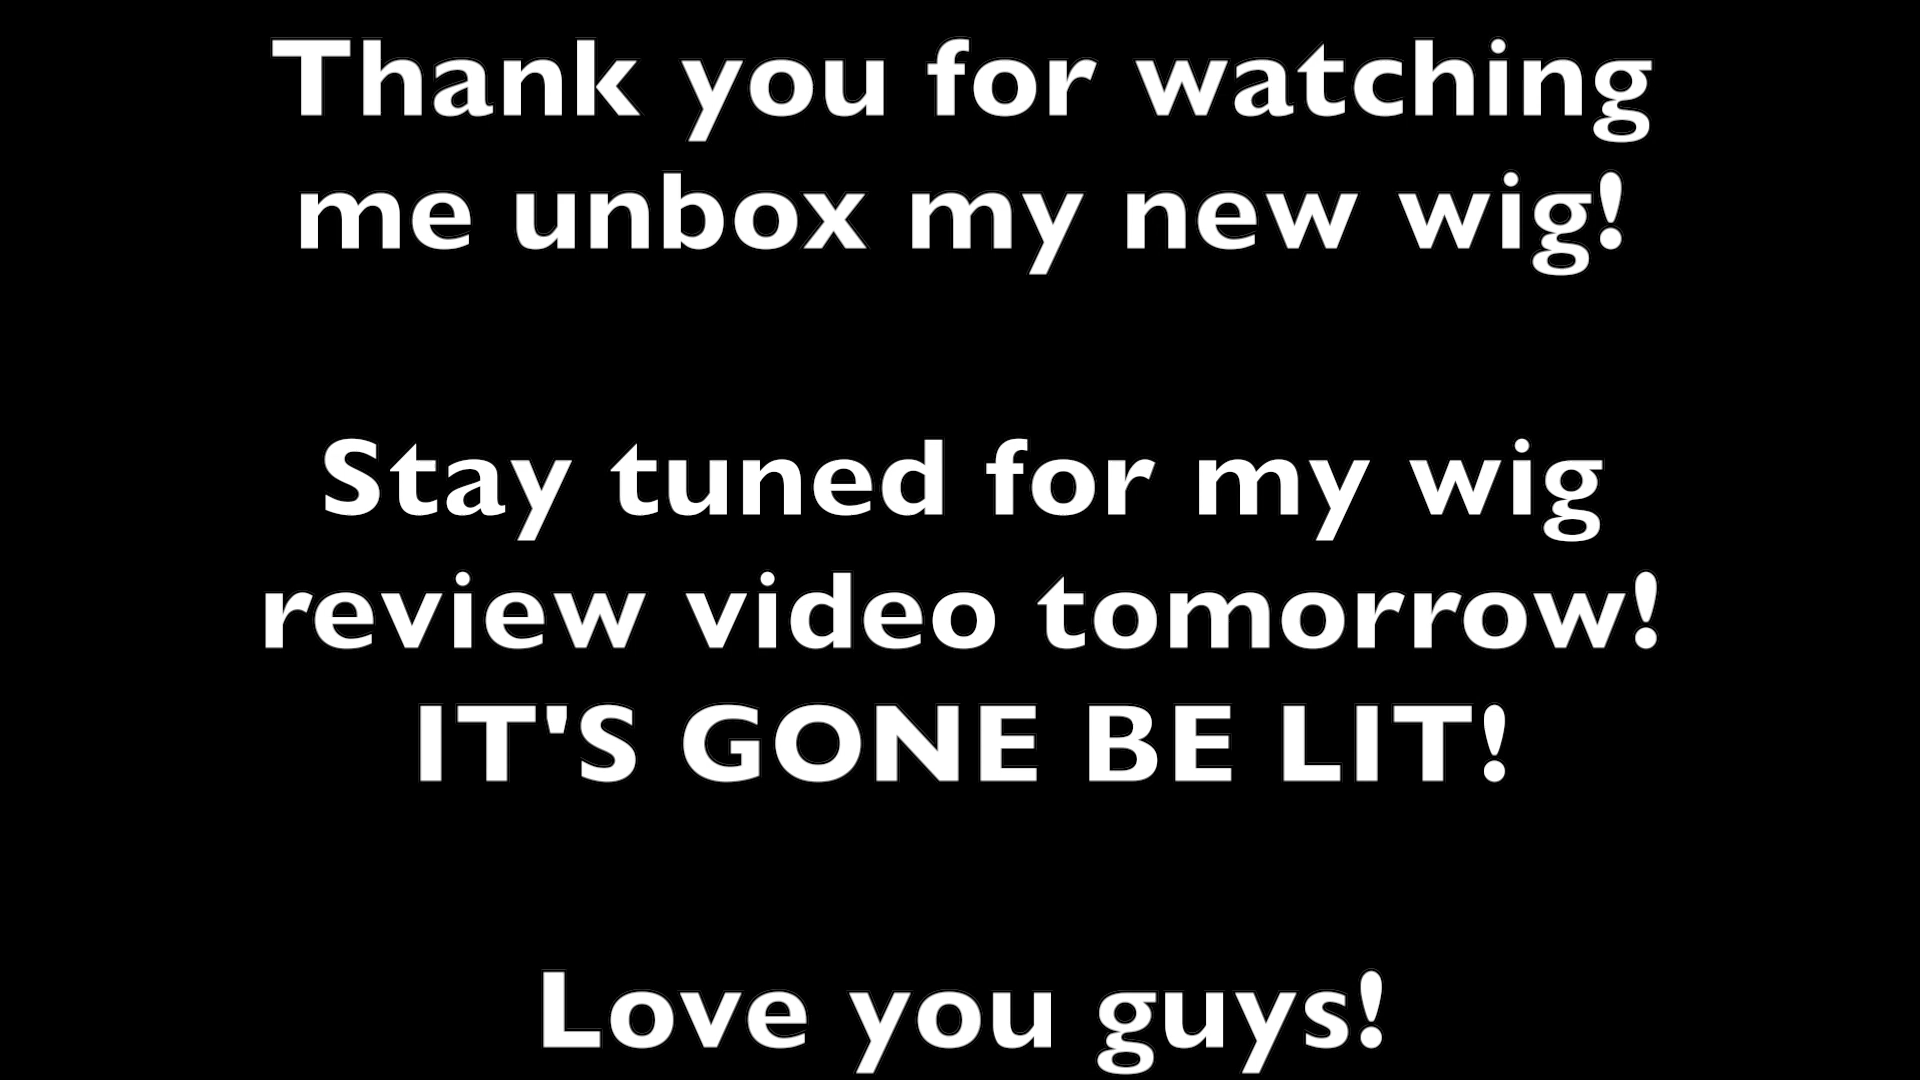 Thank you for watching
me unbox my new wig!
Stay tuned for my wig
review video tomorrow!
IT'S GONE BE LIT!
Love you guys!